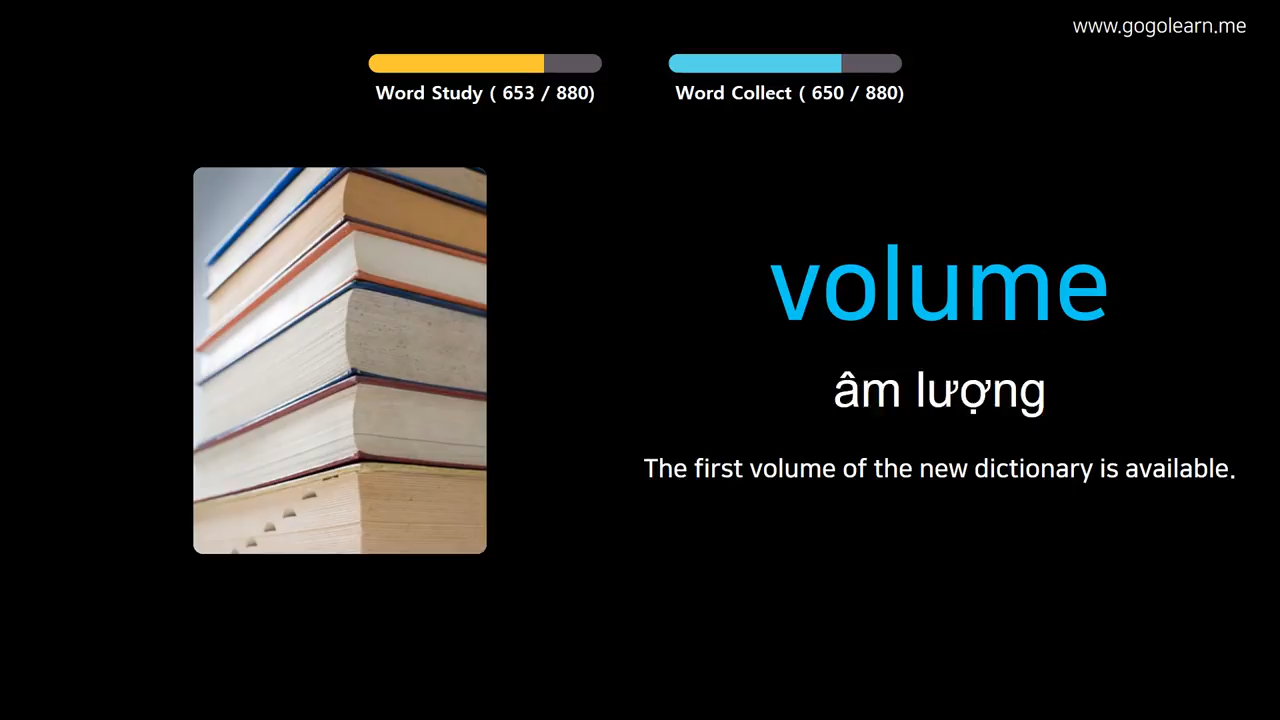 www.gogolearn.me
Word Study ( 653 / 880)
Word Collect ( 650 / 880)
volume
âm lượng
The first volume of the new dictionary is available.